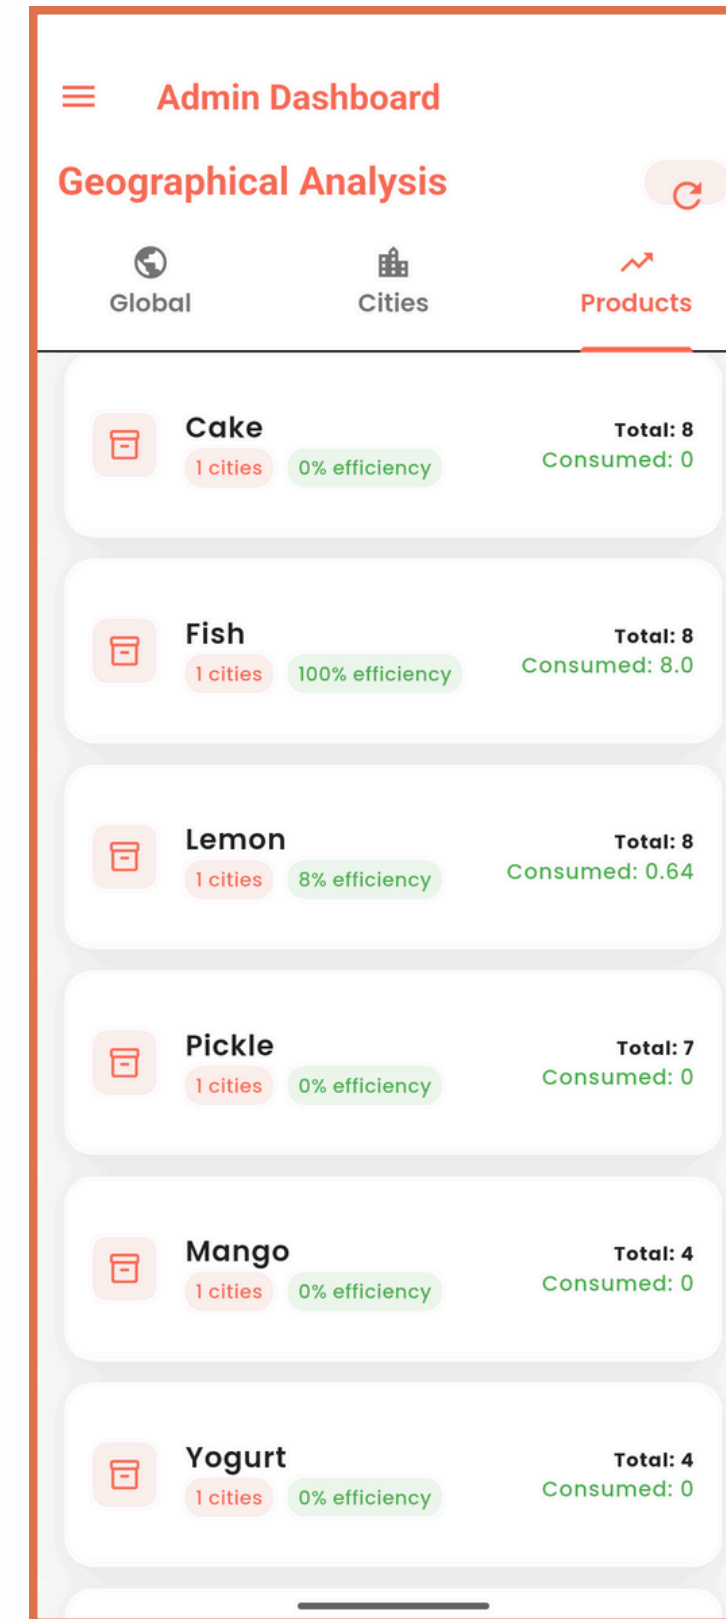 Admin Dashboard
Geographical Analysis
Global
Cities
Products
Cake
1 cities
0% efficiency
Total: 8
Consumed: 0
Fish
1 cities
100% efficiency
Total: 8
Consumed: 8.0
Lemon
1 cities
8% efficiency
Total: 8
Consumed: 0.64
Pickle
1 cities
0% efficiency
Total: 7
Consumed: 0
Mango
1 cities
0% efficiency
Total: 4
Consumed: 0
Yogurt
1 cities
0% efficiency
Total: 4
Consumed: 0